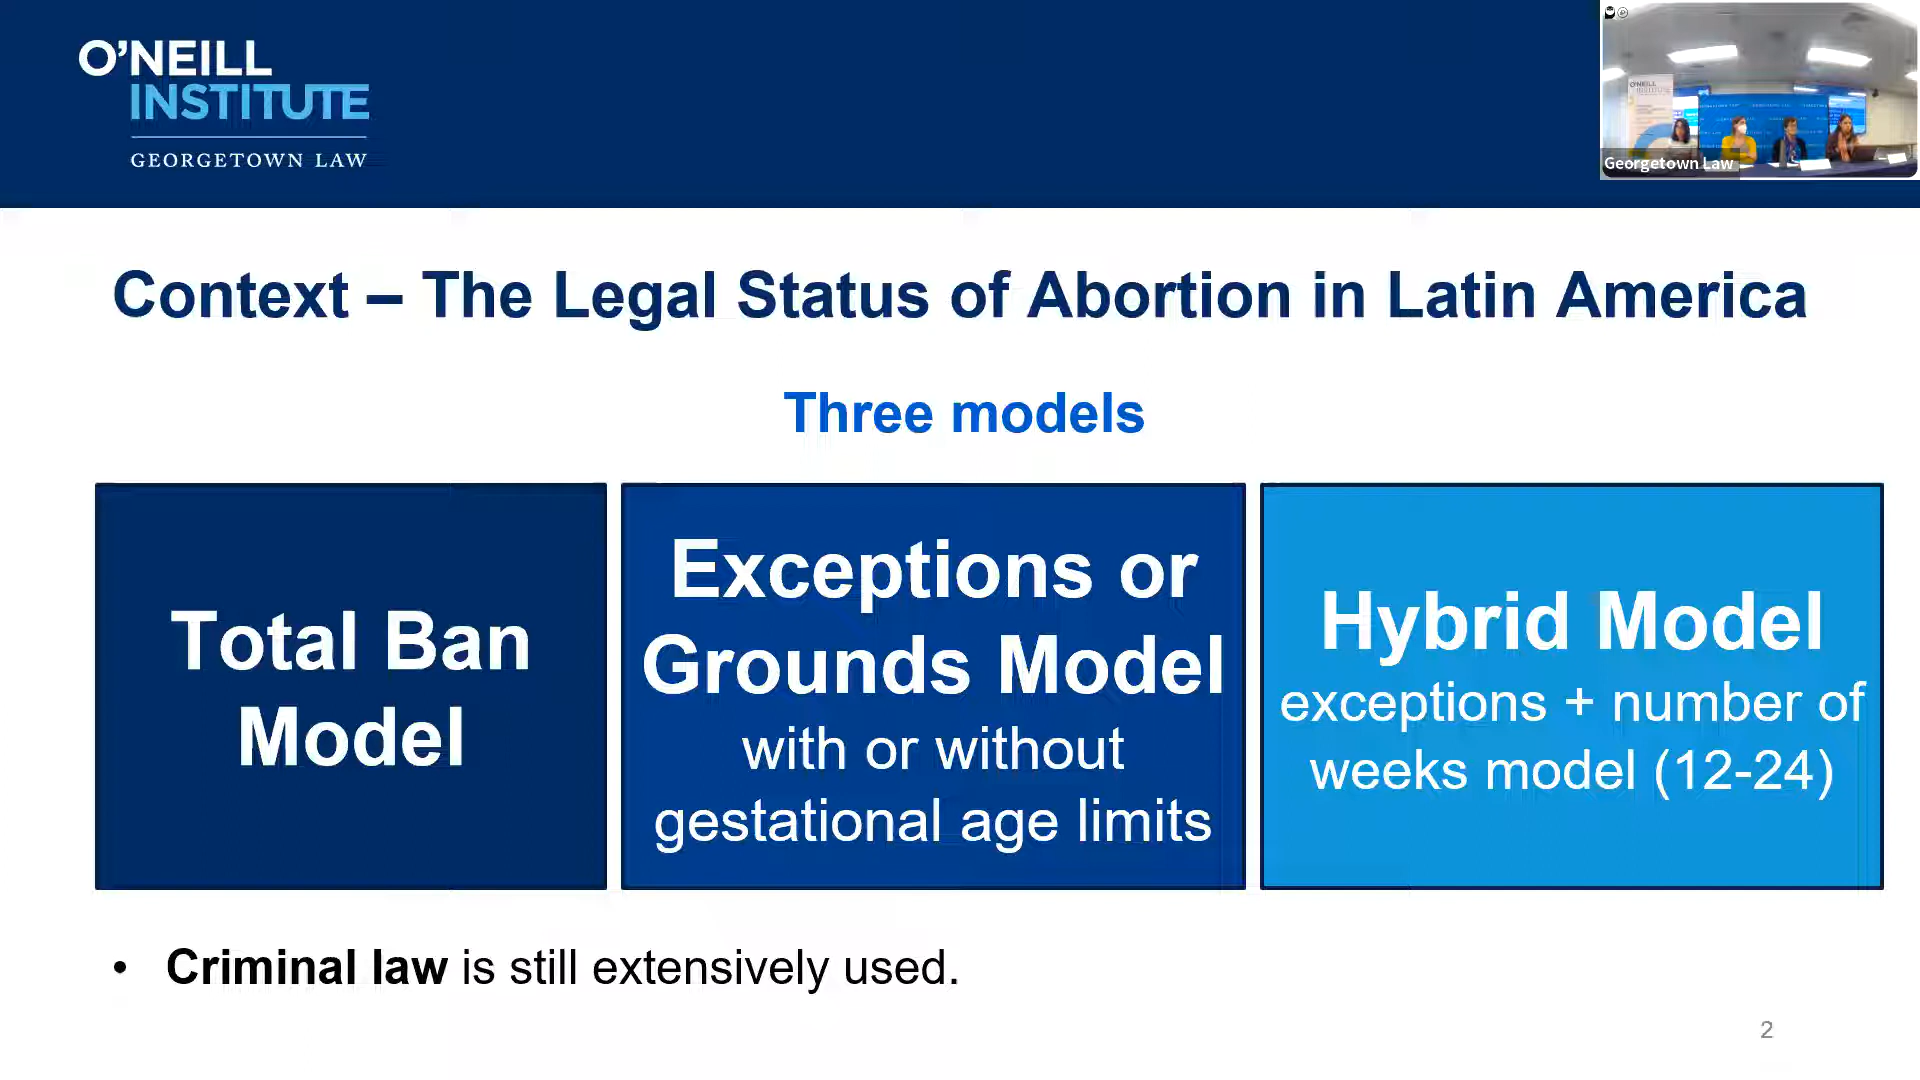 O'NEILL
INSTITUTE
GEORGETOWN LAW
O'NEILL
INSTITUTE
Georgetown Law
Context – The Legal Status of Abortion in Latin America
Three models
Total Ban
Model
Exceptions or
Grounds Model
with or without
gestational age limits
Hybrid Model
exceptions + number of
weeks model (12-24)
• Criminal law is still extensively used.
2